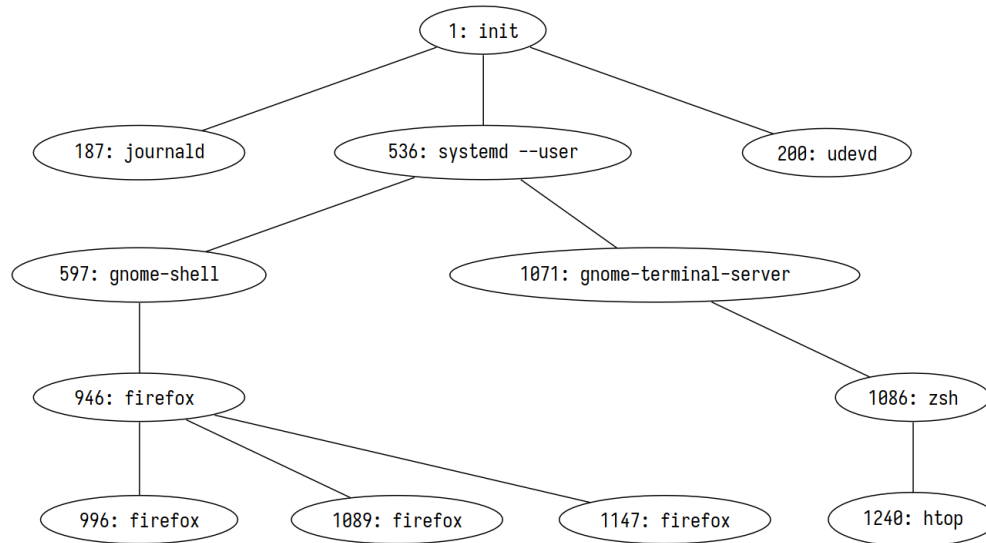 1: init
187: journald
536: systemd --user
200: udevd
597: gnome-shell
1071: gnome-terminal-server
946: firefox
1086: zsh
996: firefox
1089: firefox
1147: firefox
1240: htop